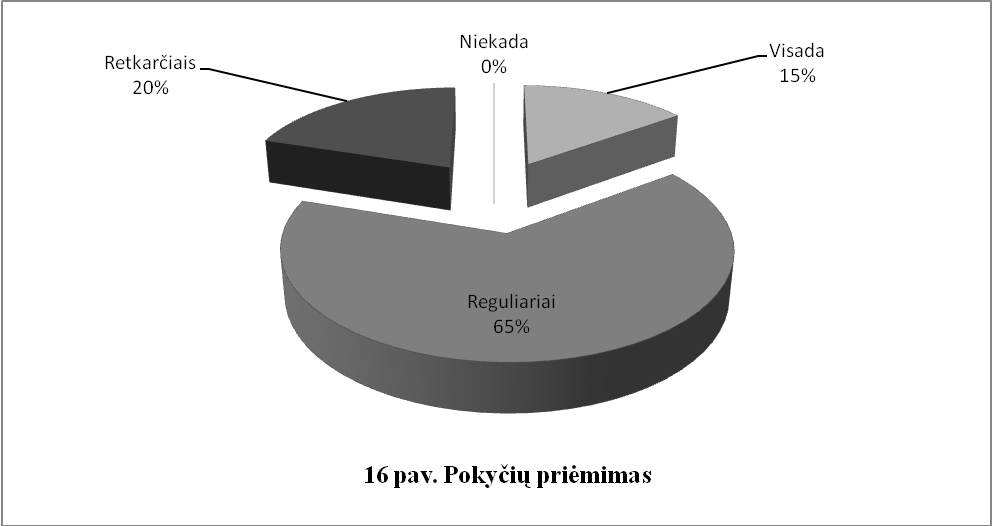 Niekada
0%
Visada
15%
Retkarčiais
20%
Reguliariai
65%
16 pav. Pokyčių priėmimas